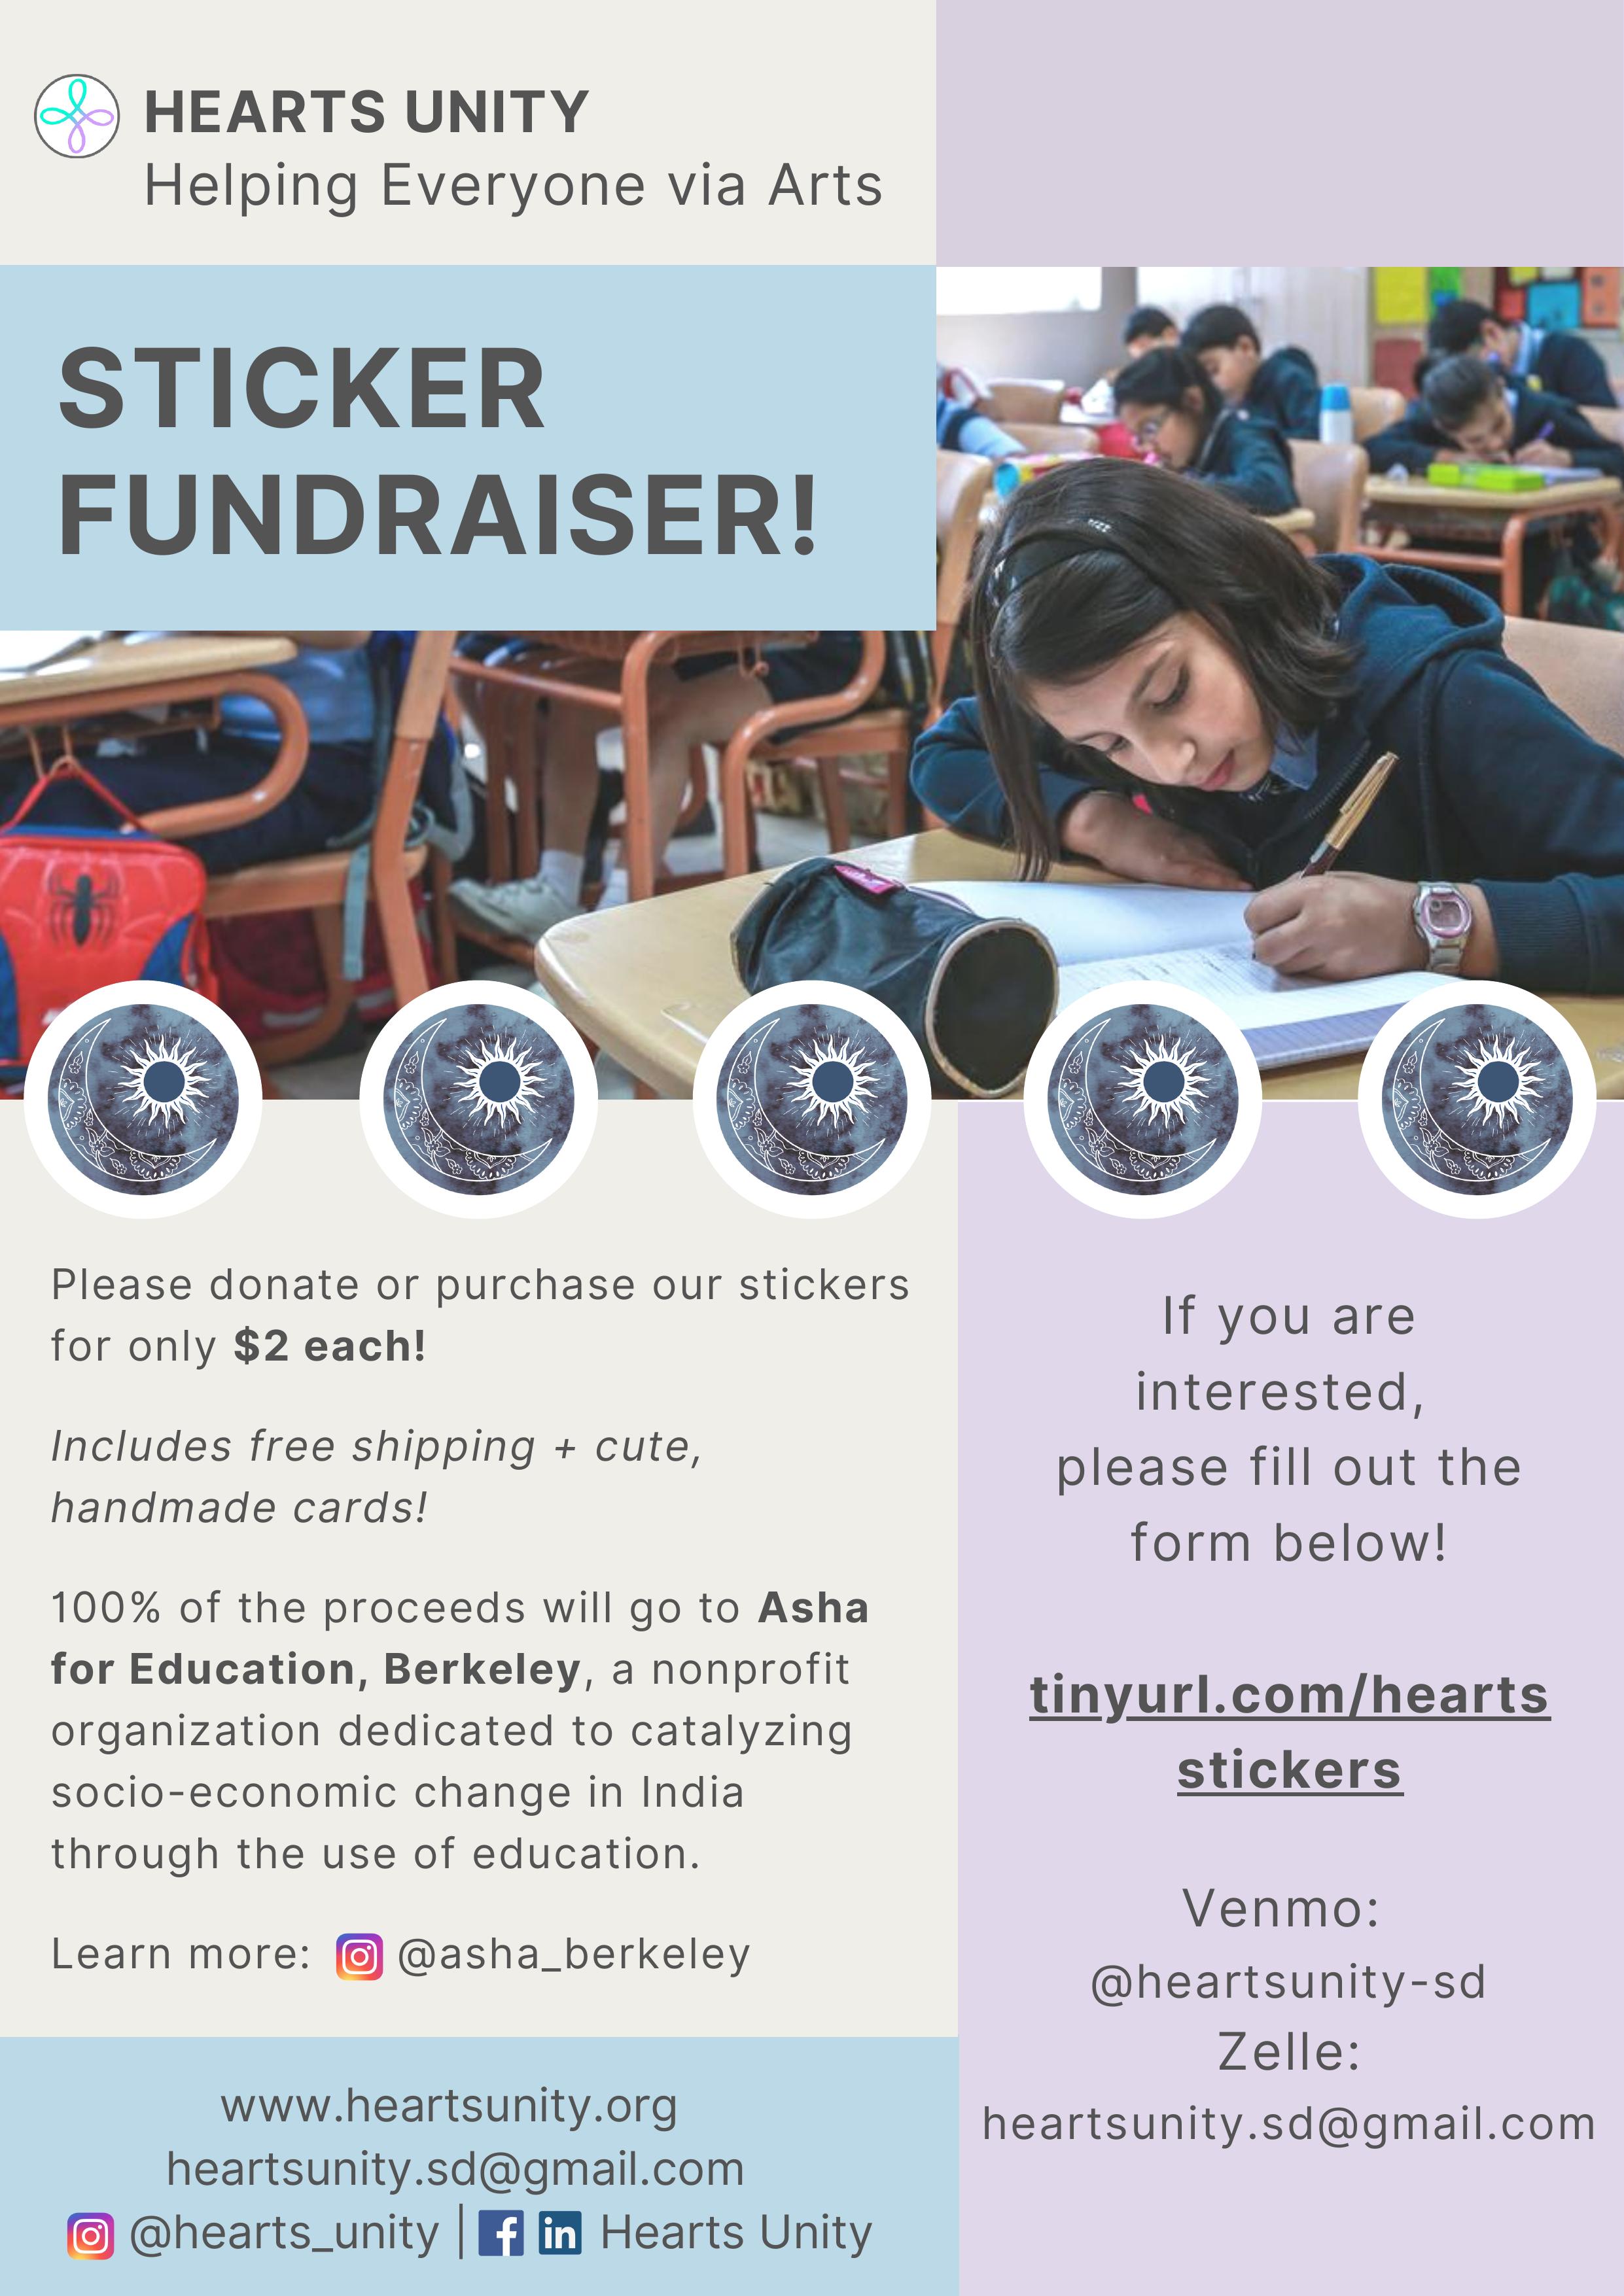 HEARTS UNITY
Helping Everyone via Arts
STICKER
FUNDRAISER!
Please donate or purchase our stickers
for only $2 each!
Includes free shipping + cute,
handmade cards!
100% of the proceeds will go to Asha
for Education, Berkeley, a nonprofit
organization dedicated to catalyzing
socio-economic change in India
through the use of education.
Learn more: @asha_berkeley
www.heartsunity.org
heartsunity.sd@gmail.com
@hearts_unity | f in Hearts Unity
If you are
interested,
please fill out the
form below!
tinyurl.com/hearts
stickers
Venmo:
@heartsunity-sd
Zelle:
heartsunity.sd@gmail.com